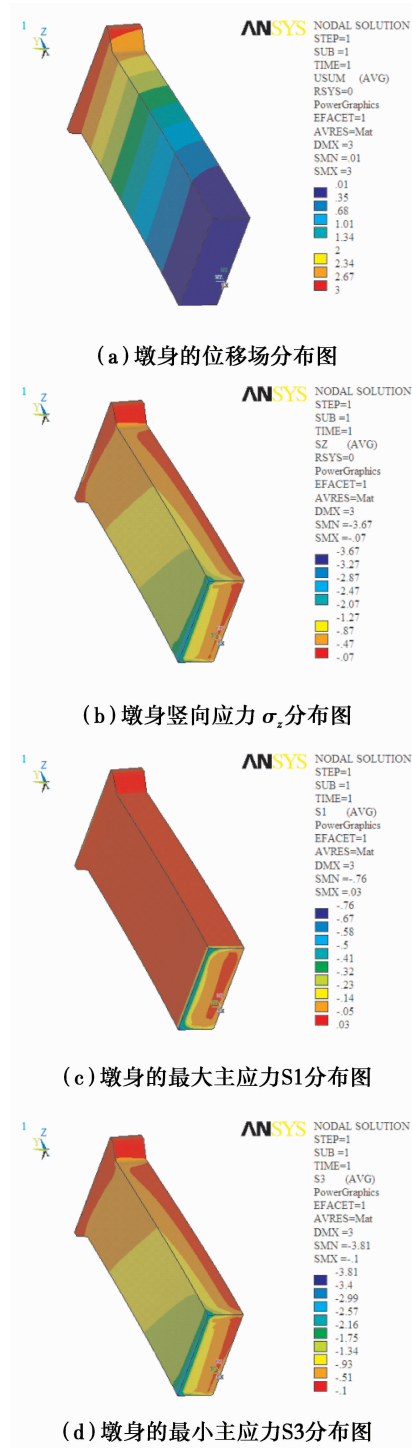 1
Z
Y
X
ANSYS
NODAL SOLUTION
STEP=1
SUB =1
TIME=1
USUM (AVG)
RSYS=0
PowerGraphics
EFACET=1
AVRES=Mat
DMX =3
SMN =.01
SMX =3
.01
.35
.68
1.01
1.34
2
2.34
2.67
3
(a)墩身的位移场分布图
1
Z
Y
X
ANSYS
NODAL SOLUTION
STEP=1
SUB =1
TIME=1
SZ (AVG)
RSYS=0
PowerGraphics
EFACET=1
AVRES=Mat
DMX =3
SMN=-3.67
SMX=-.07
-3.67
-3.27
-2.87
-2.47
-2.07
-1.27
-.87
-.47
-.07
(b)墩身竖向应力 σz分布图
1
Z
Y
X
ANSYS
NODAL SOLUTION
STEP=1
SUB =1
TIME=1
S1 (AVG)
PowerGraphics
EFACET=1
AVRES=Mat
DMX =3
SMN =-.76
SMX =.03
-.76
-.67
-.58
-.5
-.41
-.32
-.23
-.14
-.05
.03
(c)墩身的最大主应力S1分布图
1
Z
Y
X
ANSYS
NODAL SOLUTION
STEP=1
SUB =1
TIME=1
S3 (AVG)
PowerGraphics
EFACET=1
AVRES=Mat
DMX =3
SMN=-3.81
SMX=-.1
-3.81
-3.4
-2.99
-2.57
-2.16
-1.75
-1.34
-.93
-.51
-.1
(d)墩身的最小主应力S3分布图